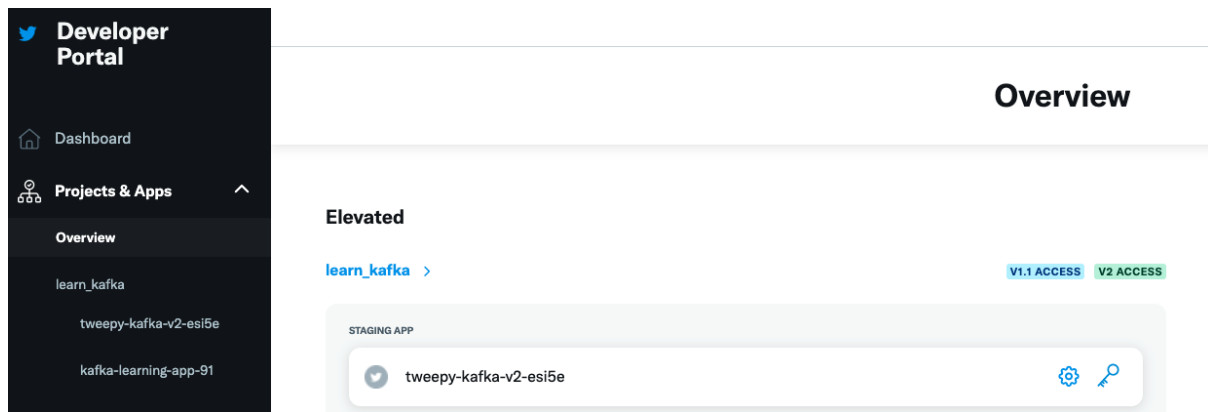 Developer
Portal
Dashboard
Projects & Apps
Overview
learn_kafka
tweepy-kafka-v2-esi5e
kafka-learning-app-91
Overview
Elevated
learn_kafka
V1.1 ACCESS V2 ACCESS
STAGING APP
tweepy-kafka-v2-esi5e